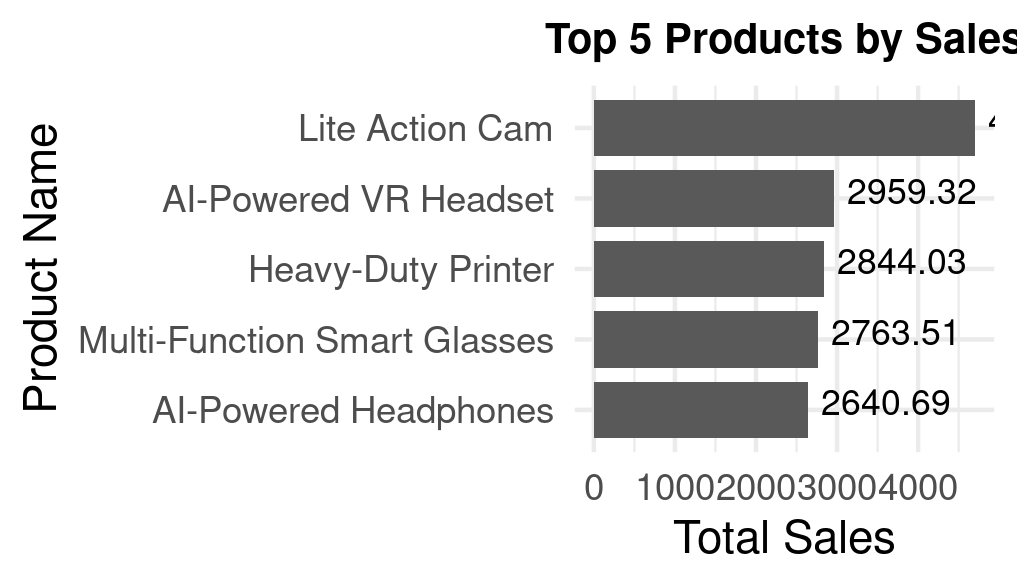 Top 5 Products by Sales
Product Name
Lite Action Cam
AI-Powered VR Headset 2959.32
Heavy-Duty Printer 2844.03
Multi-Function Smart Glasses 2763.51
AI-Powered Headphones 2640.69
0 1000 2000 3000 4000
Total Sales